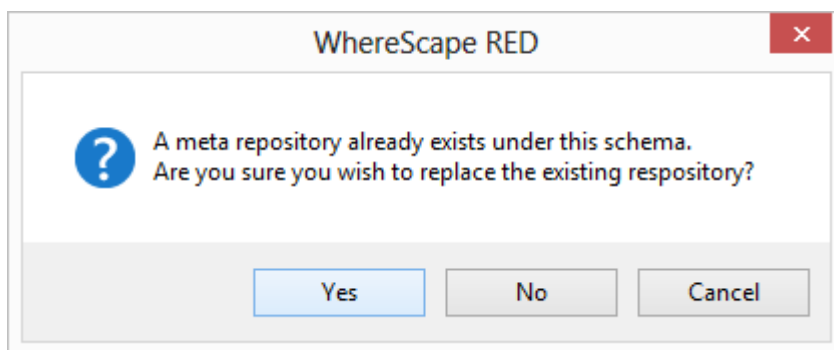 WhereScape RED
A meta repository already exists under this schema.
Are you sure you wish to replace the existing respository?
Yes
No
Cancel